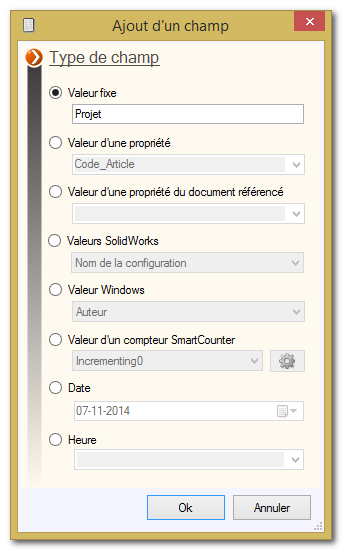 Ajout d'un champ
Type de champ
Valeur fixe
Projet
Valeur d'une propriété
Code_Article
Valeur d'une propriété du document référencé
Valeurs SolidWorks
Nom de la configuration
Valeur Windows
Auteur
Valeur d'un compteur SmartCounter
Incrementing0
Date
07-11-2014
Heure
Ok
Annuler